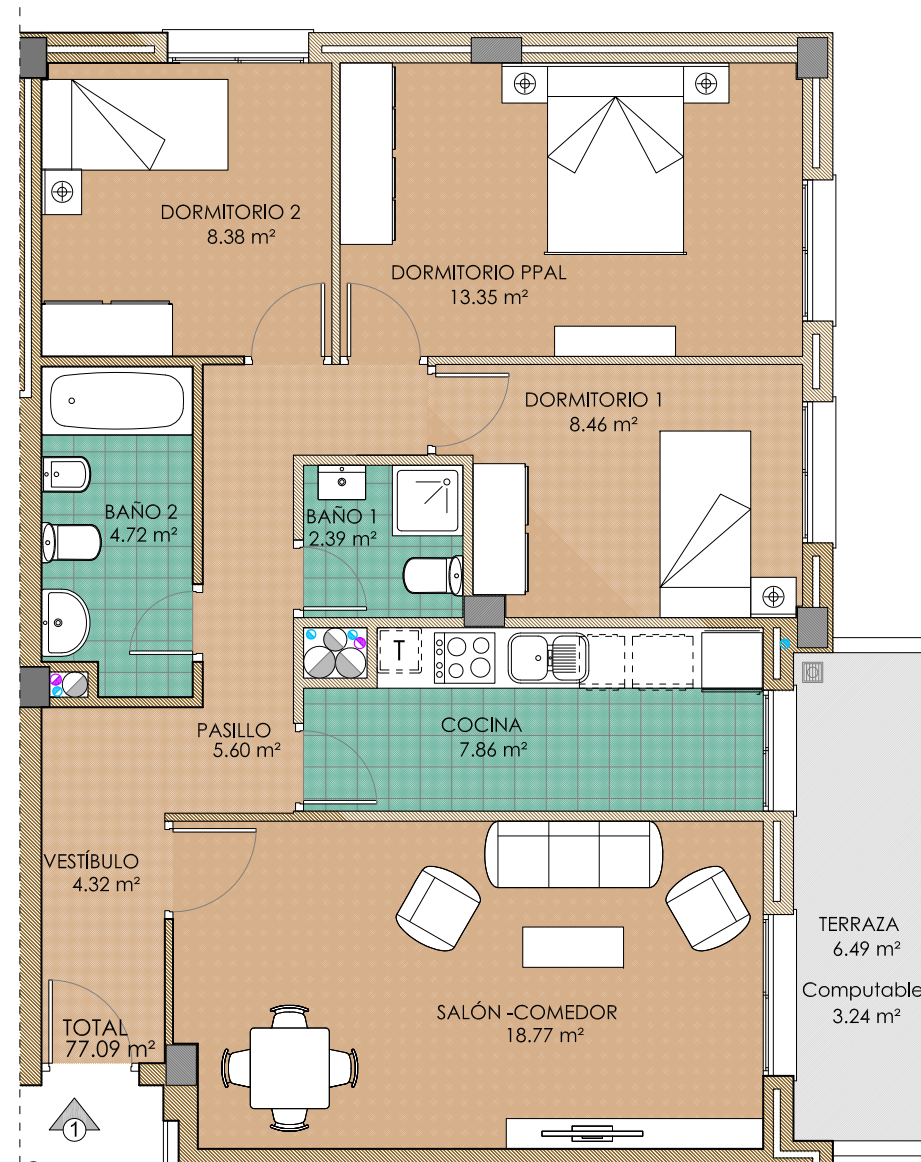 DORMITORIO 2
8.38 m²
DORMITORIO PPAL
13.35 m²
DORMITORIO 1
8.46 m²
BAÑO 2
4.72 m²
BAÑO 1
2.39 m²
T
PASILLO
5.60 m²
COCINA
7.86 m²
VESTÍBULO
4.32 m²
TERRAZA
6.49 m²
Computable
3.24 m²
SALÓN -COMEDOR
18.77 m²
TOTAL
77.09 m²
1